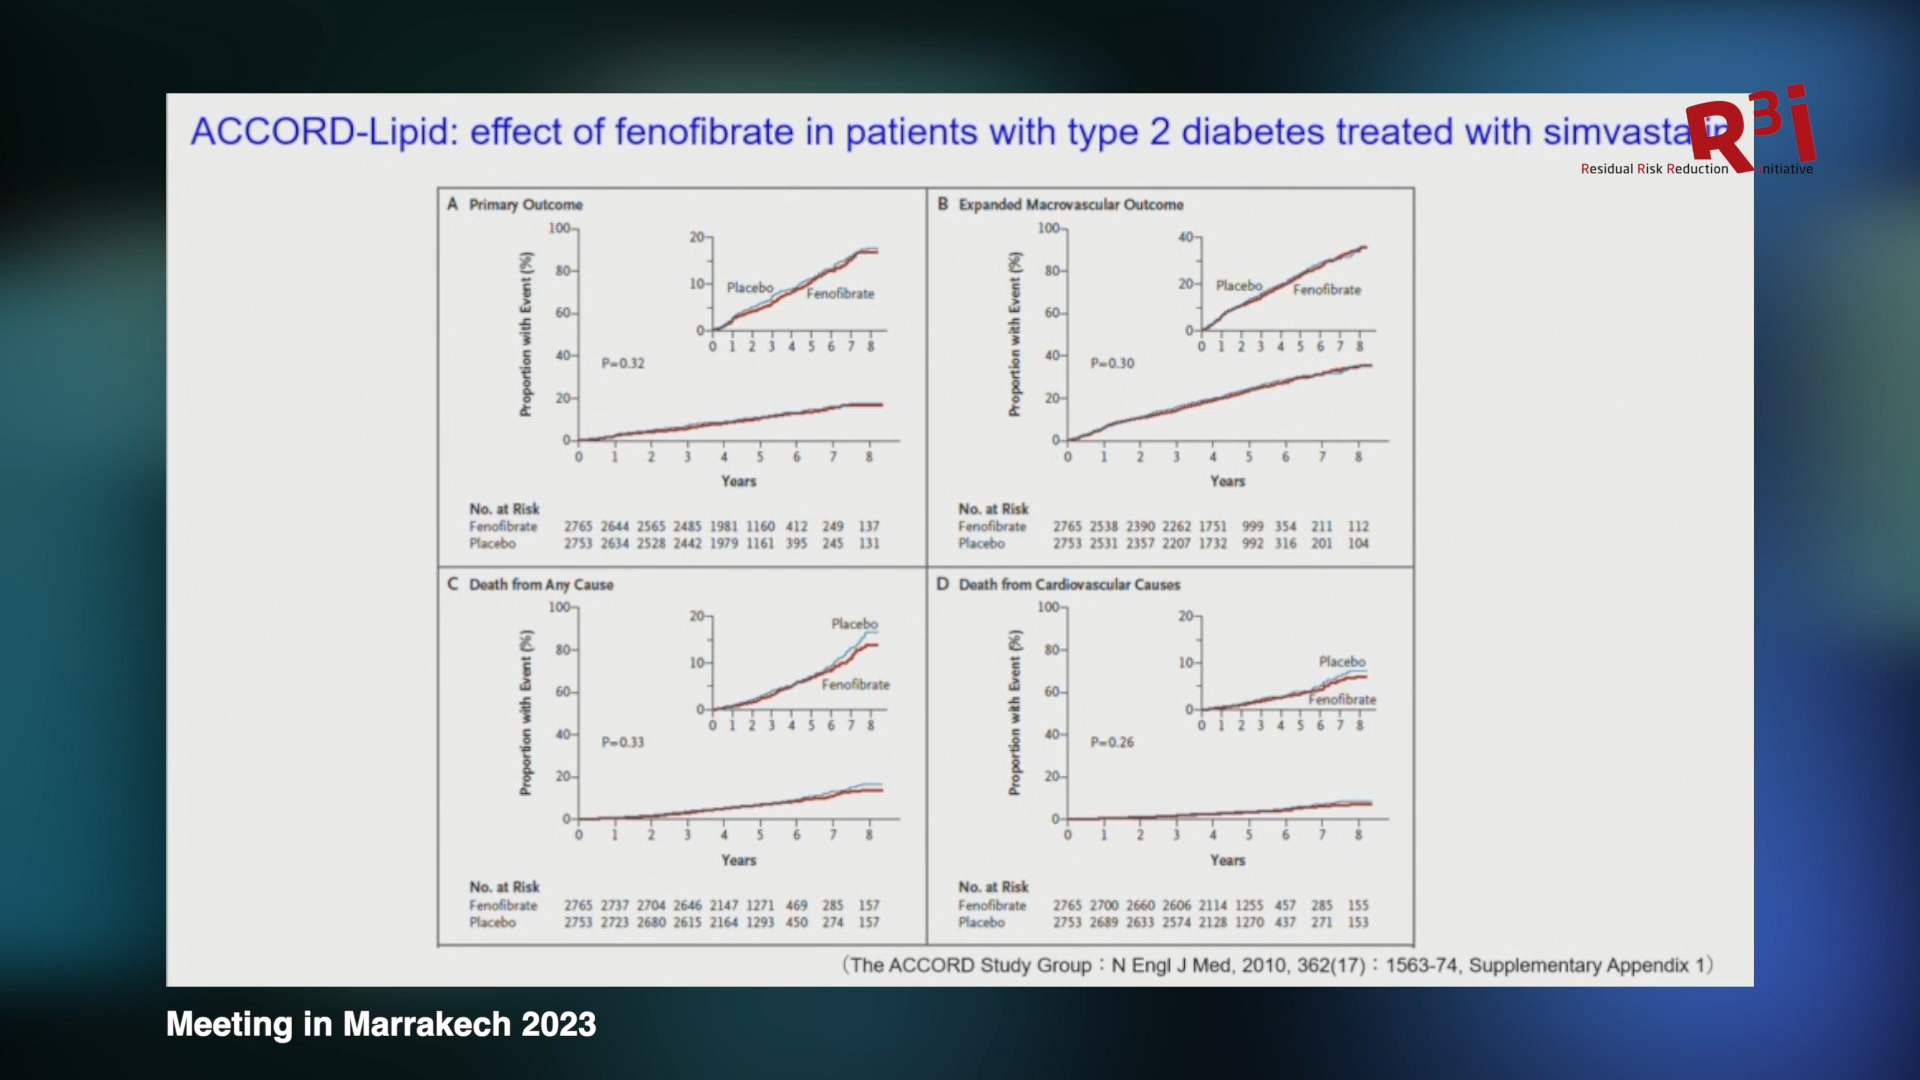 ACCORD-Lipid: effect of fenofibrate in patients with type 2 diabetes treated with
R3i
Residual Risk Reduction initiative
A Primary Outcome
Proportion with Event (%)
100
80
60
40
20
0
20
10
0
Placebo
Fenofibrate
0 1 2 3 4 5 6 7 8
P=0.32
0 1 2 3 4 5 6 7 8
Years
No. at Risk
Fenofibrate 2765 2644 2565 2485 1981 1160 412 249 137
Placebo 2753 2634 2528 2442 1979 1161 395 245 131
B Expanded Macrovascular Outcome
Proportion with Event (%)
100
80
60
40
20
0
40
20
0
Placebo
Fenofibrate
0 1 2 3 4 5 6 7 8
P=0.30
0 1 2 3 4 5 6 7 8
Years
No. at Risk
Fenofibrate 2765 2538 2390 2262 1751 999 354 211 112
Placebo 2753 2531 2357 2207 1732 992 316 201 104
C Death from Any Cause
Proportion with Event (%)
100
80
60
40
20
0
20
10
0
Placebo
Fenofibrate
0 1 2 3 4 5 6 7 8
P=0.33
0 1 2 3 4 5 6 7 8
Years
No. at Risk
Fenofibrate 2765 2737 2704 2646 2147 1271 469 285 157
Placebo 2753 2723 2680 2615 2164 1293 450 274 157
D Death from Cardiovascular Causes
Proportion with Event (%)
100
80
60
40
20
0
20
10
0
Placebo
Fenofibrate
0 1 2 3 4 5 6 7 8
P=0.26
0 1 2 3 4 5 6 7 8
Years
No. at Risk
Fenofibrate 2765 2700 2660 2606 2114 1255 457 285 155
Placebo 2753 2689 2633 2574 2128 1270 437 271 153
(The ACCORD Study Group：N Engl J Med, 2010, 362(17)：1563-74, Supplementary Appendix 1)
Meeting in Marrakech 2023